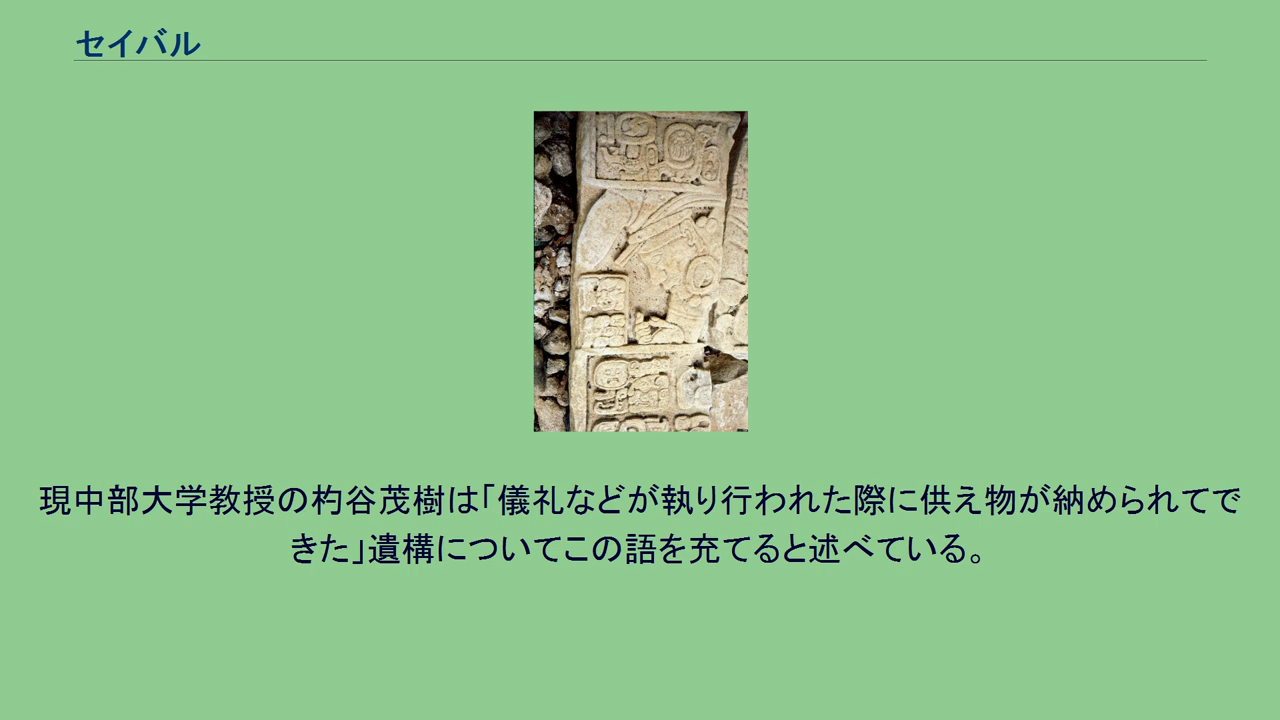 セイバル
現中部大学教授の杓谷茂樹は「儀礼などが執り行われた際に供え物が納められてで
きた」遺構についてこの語を充てると述べている。